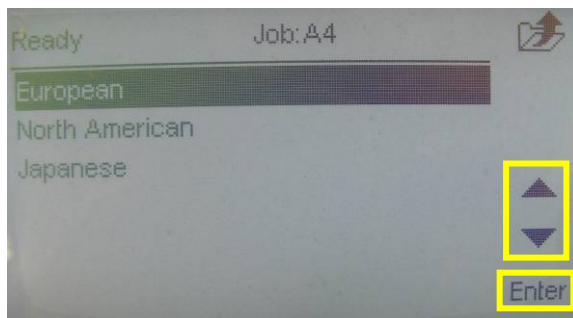 Ready Job: A4
European
North American
Japanese
Enter